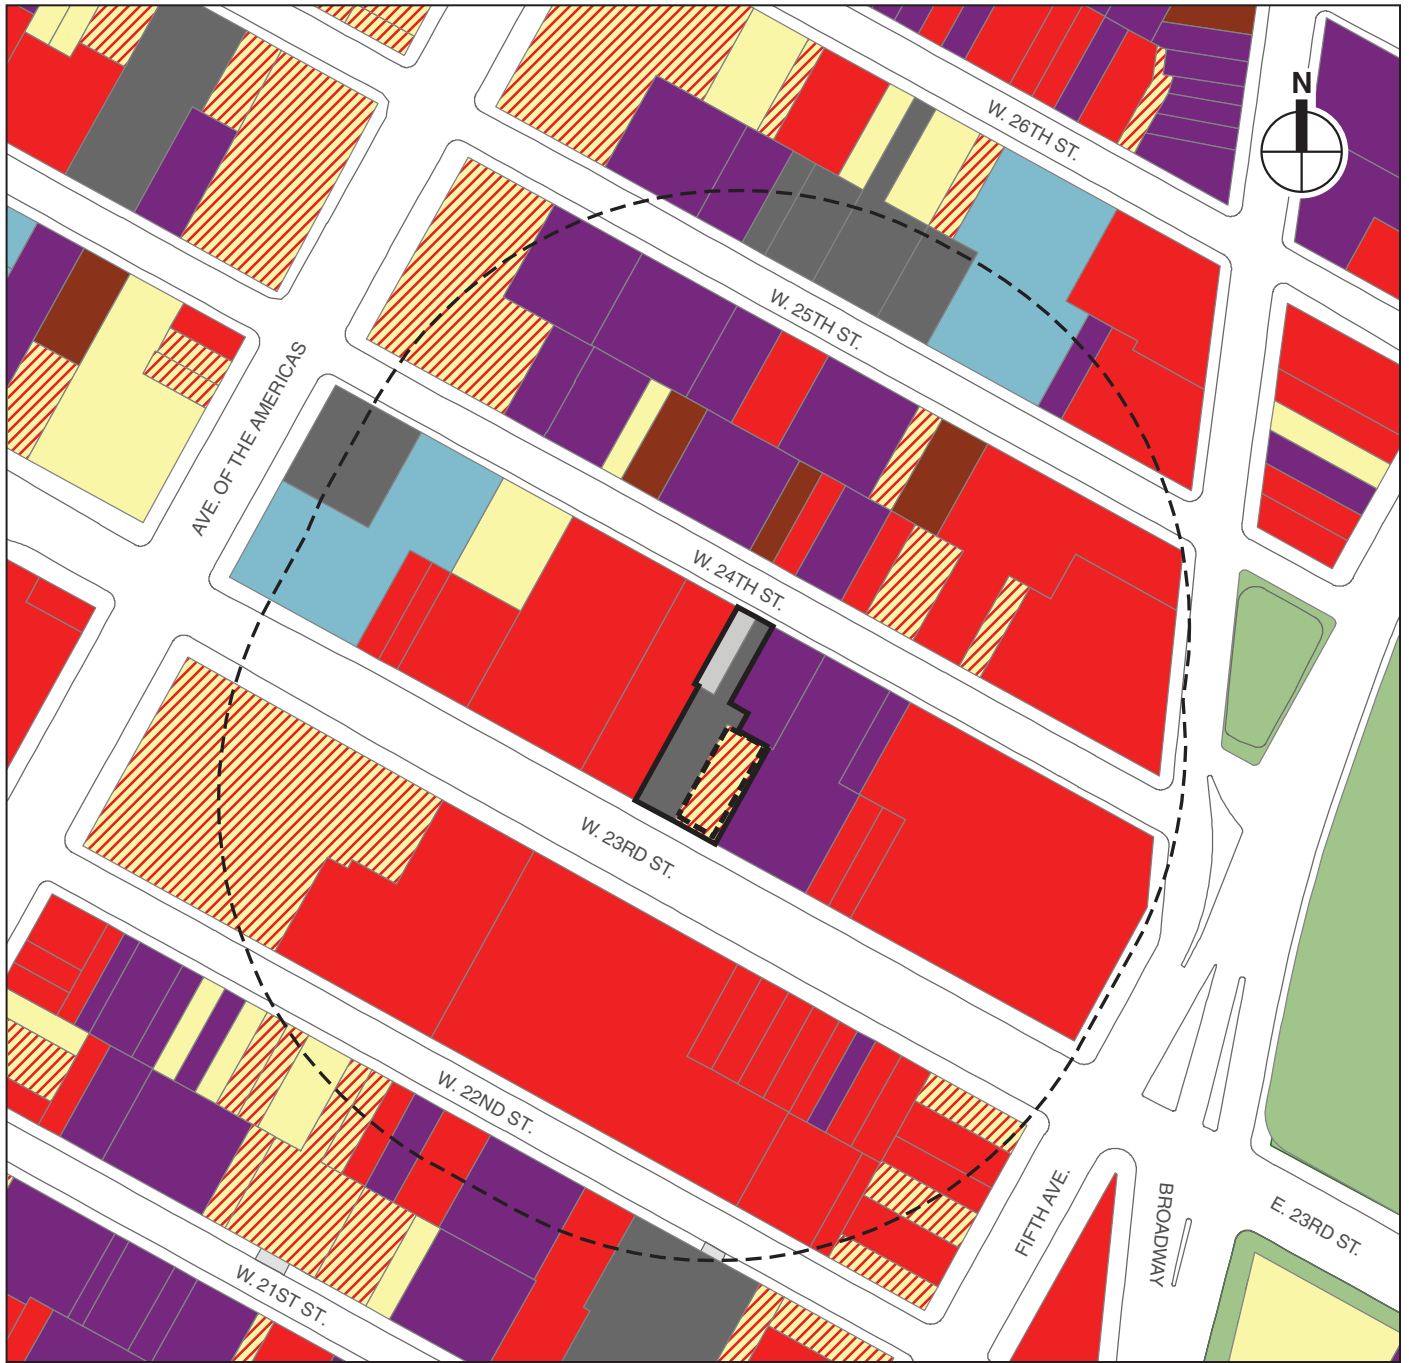 N
W. 26TH ST.
W. 25TH ST.
AVE. OF THE AMERICAS
W. 24TH ST.
W. 23RD ST.
W. 22ND ST.
FIFTH AVE.
BROADWAY
E. 23RD ST.
W. 21ST ST.